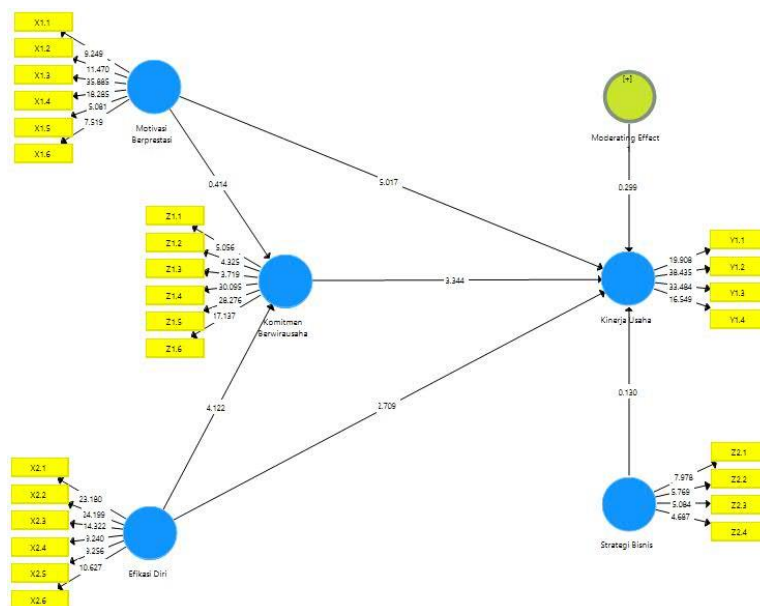 X1.1
X1.2
X1.3
X1.4
X1.5
X1.6
9.249
11.470
35.885
18.285
5.081
7.519
Motivasi
Berprestasi
[+]
Moderating Effect
1
5.017
0.414
0.299
Z1.1
Z1.2
Z1.3
Z1.4
Z1.5
Z1.6
5.056
4.325
3.719
30.095
28.276
17.137
Komitmen
Berwirausaha
3.344
Kinerja Usaha
19.908
38.435
33.484
16.549
Y1.1
Y1.2
Y1.3
Y1.4
4.122
2.709
0.130
X2.1
X2.2
X2.3
X2.4
X2.5
X2.6
23.180
24.199
14.322
3.240
3.256
10.627
Efikasi Diri
Strategi Bisnis
7.978
5.769
5.084
4.687
Z2.1
Z2.2
Z2.3
Z2.4